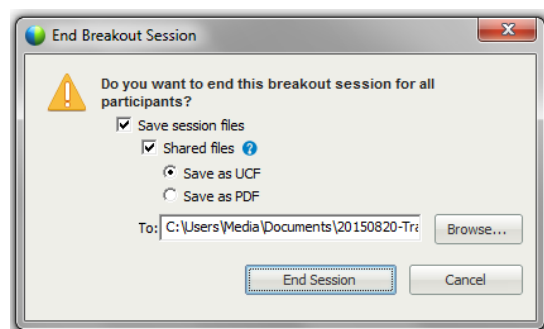 End Breakout Session
Do you want to end this breakout session for all
participants?
Save session files
Shared files ?
Save as UCF
Save as PDF
To: C:\Users\Media\Documents\20150820-Tra Browse...
End Session Cancel